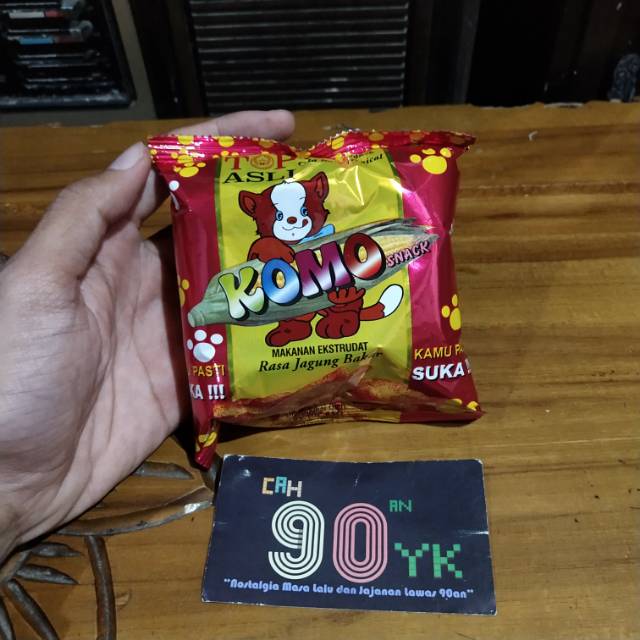 TOP
ASLI
KOMO
SNACK
MAKANAN EKSTRUDAT
Rasa Jagung Bakar
PASTI
KA !!!
KAMU PA
SUKA !
CAH
90 AN
YK
"Nostalgia Masa Lalu dan Jajanan Lawas 90an"